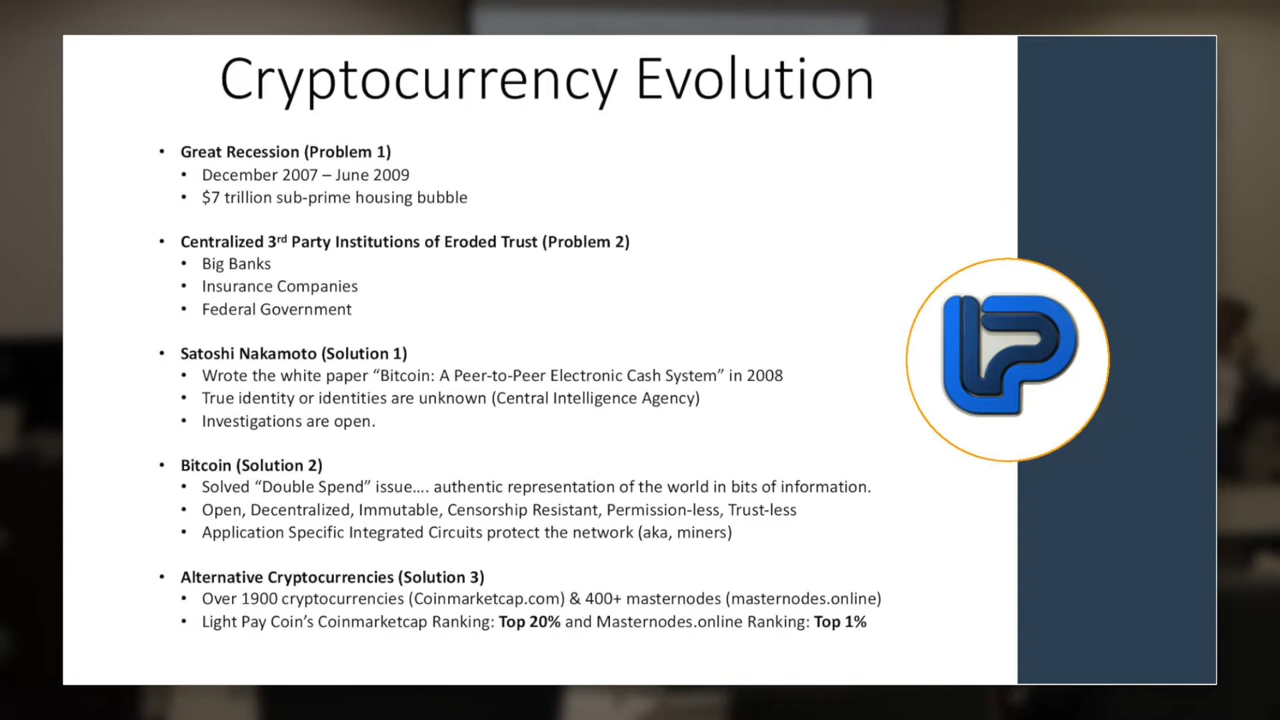 Cryptocurrency Evolution
• Great Recession (Problem 1)
• December 2007 – June 2009
• $7 trillion sub-prime housing bubble
• Centralized 3rd Party Institutions of Eroded Trust (Problem 2)
• Big Banks
• Insurance Companies
• Federal Government
• Satoshi Nakamoto (Solution 1)
• Wrote the white paper “Bitcoin: A Peer-to-Peer Electronic Cash System” in 2008
• True identity or identities are unknown (Central Intelligence Agency)
• Investigations are open.
• Bitcoin (Solution 2)
• Solved “Double Spend” issue…. authentic representation of the world in bits of information.
• Open, Decentralized, Immutable, Censorship Resistant, Permission-less, Trust-less
• Application Specific Integrated Circuits protect the network (aka, miners)
• Alternative Cryptocurrencies (Solution 3)
• Over 1900 cryptocurrencies (Coinmarketcap.com) & 400+ masternodes (masternodes.online)
• Light Pay Coin’s Coinmarketcap Ranking: Top 20% and Masternodes.online Ranking: Top 1%